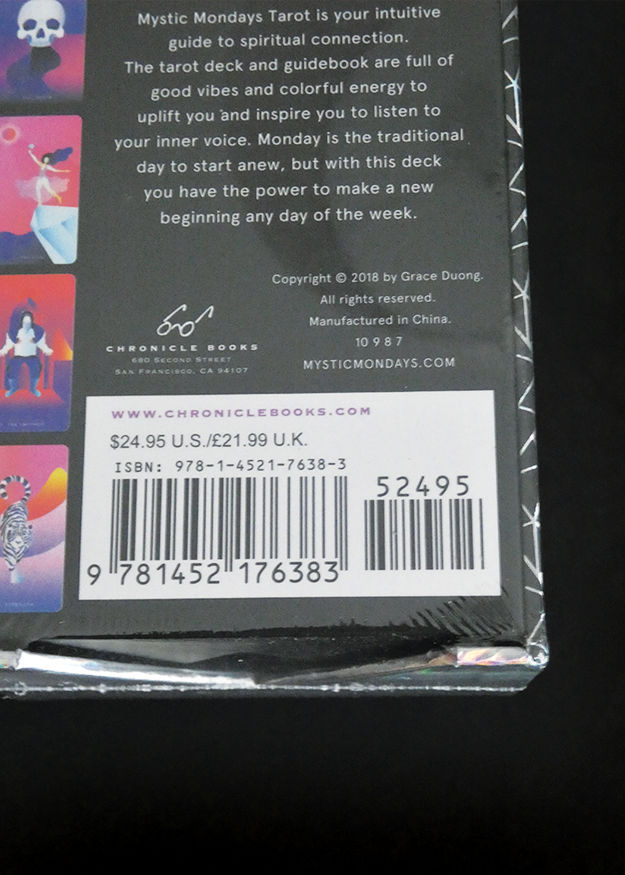 Mystic Mondays Tarot is your intuitive
guide to spiritual connection.
The tarot deck and guidebook are full of
good vibes and colorful energy to
uplift you and inspire you to listen to
your inner voice. Monday is the traditional
day to start anew, but with this deck
you have the power to make a new
beginning any day of the week.
Copyright © 2018 by Grace Duong.
All rights reserved.
Manufactured in China.
10 9 8 7
MYSTICMONDAYS.COM
CHRONICLE BOOKS
680 SECOND STREET
SAN FRANCISCO, CA 94107
WWW.CHRONICLEBOOKS.COM
$24.95 U.S./£21.99 U.K.
ISBN: 978-1-4521-7638-3
52495
9 781452 176383